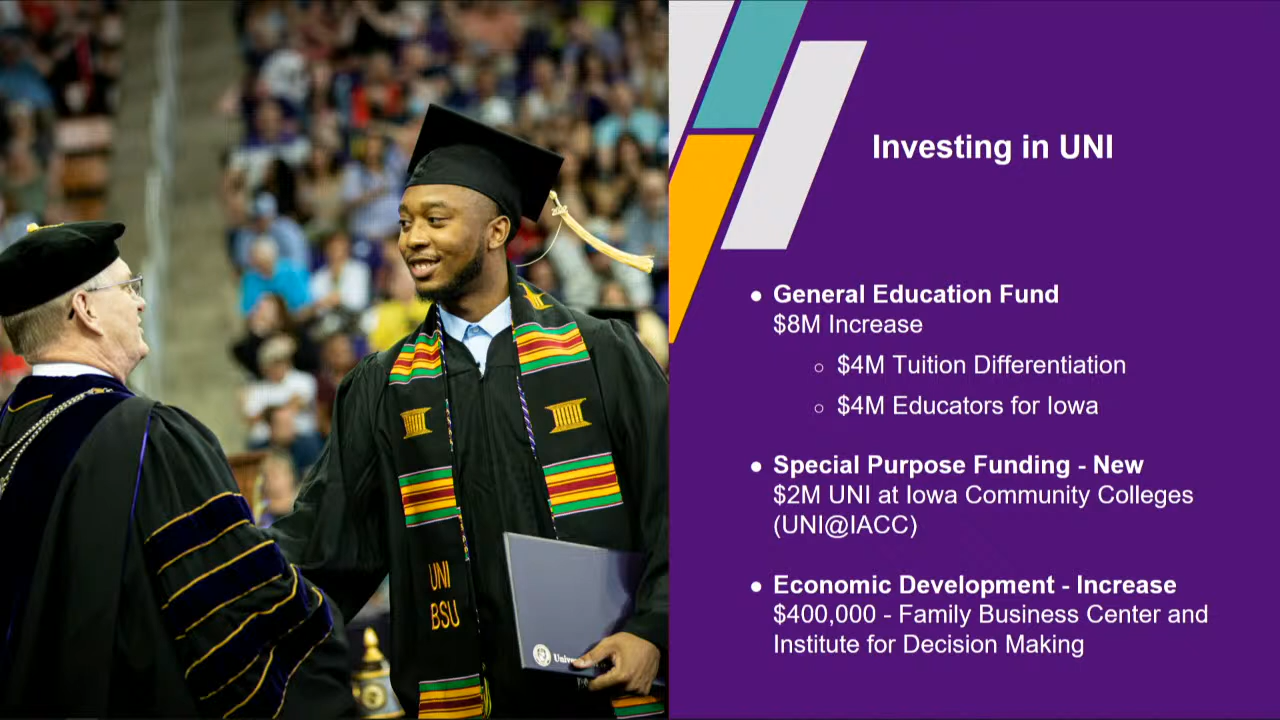 Investing in UNI
● General Education Fund
$8M Increase
○ $4M Tuition Differentiation
○ $4M Educators for Iowa
● Special Purpose Funding - New
$2M UNI at Iowa Community Colleges
(UNI@IACC)
● Economic Development - Increase
$400,000 - Family Business Center and
Institute for Decision Making
UNI
BSU